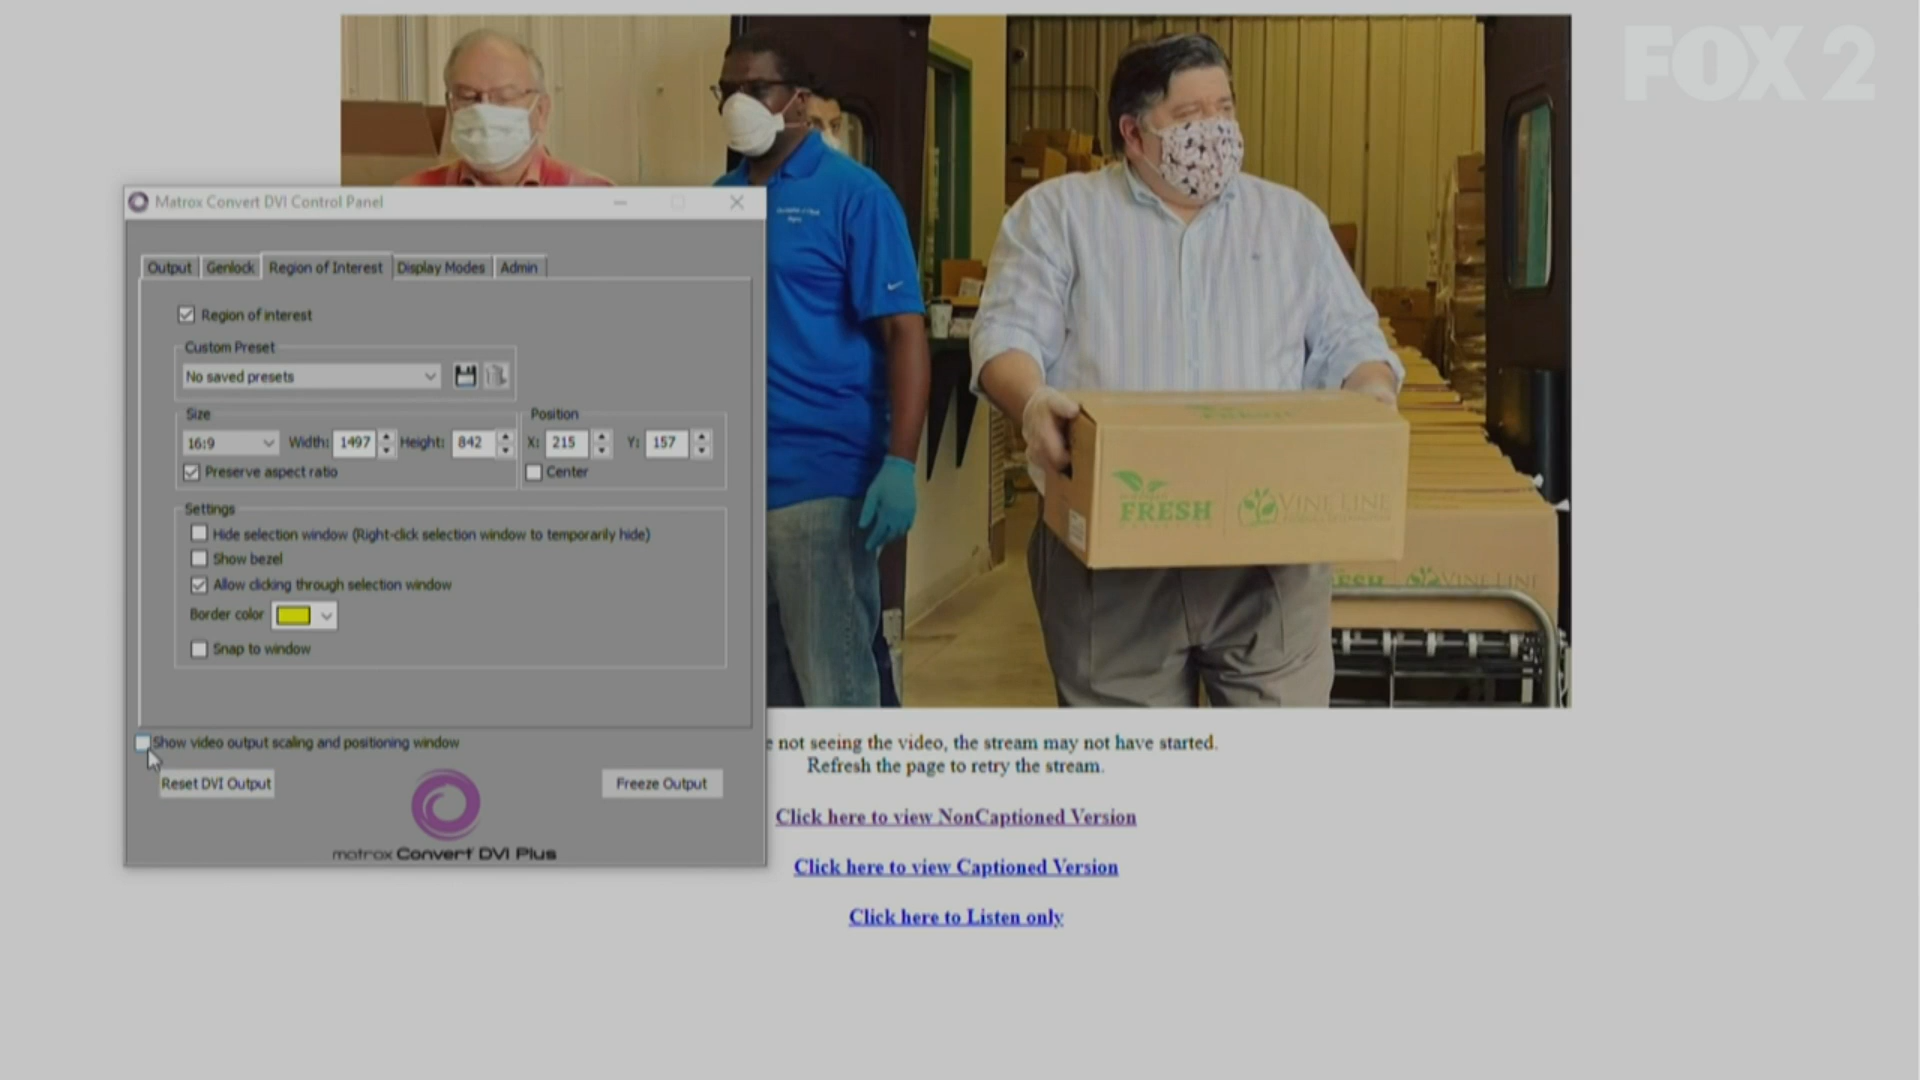 FOX 2
Matrox Convert DVI Control Panel
Output Genlock Region of Interest Display Modes Admin
Region of interest
Custom Preset
No saved presets
Size
Position
16:9 Width: 1497 Height: 842 X: 215 Y: 157
Preserve aspect ratio
Center
Settings
Hide selection window (Right-click selection window to temporarily hide)
Show bezel
Allow clicking through selection window
Border color
Snap to window
Show video output scaling and positioning window
Reset DVI Output
Freeze Output
matrox Convert DVI Plus
FRESH
VINE LINE
FRESH
VINE LINE
not seeing the video, the stream may not have started.
Refresh the page to retry the stream.
Click here to view NonCaptioned Version
Click here to view Captioned Version
Click here to Listen only